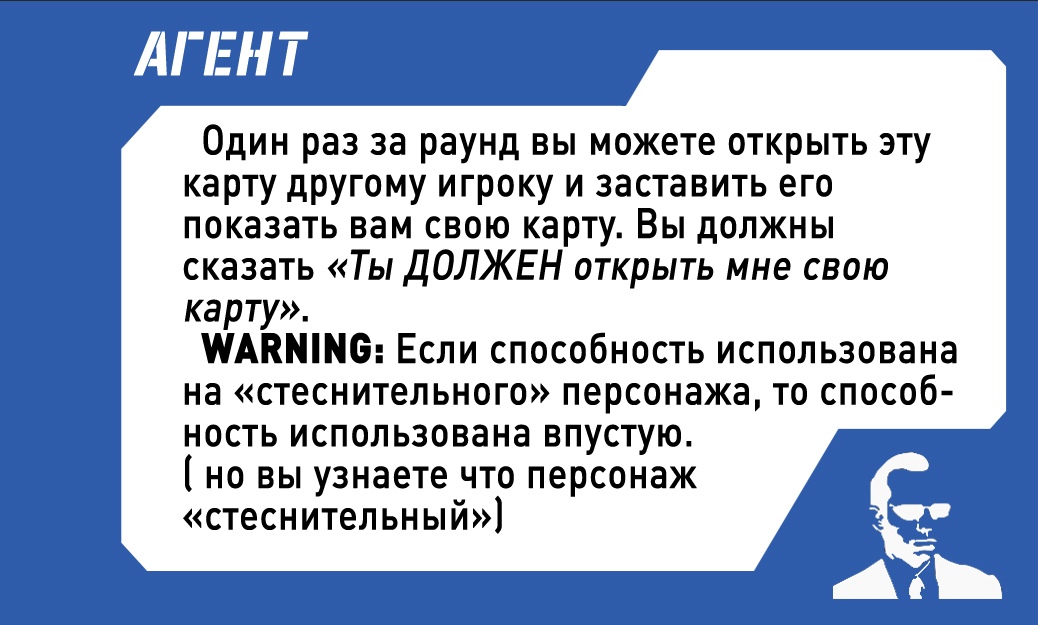 АГЕНТ
Один раз за раунд вы можете открыть эту
карту другому игроку и заставить его
показать вам свою карту. Вы должны
сказать «Ты ДОЛЖЕН открыть мне свою
карту».
WARNING: Если способность использована
на «стеснительного» персонажа, то способ-
ность использована впустую.
( но вы узнаете что персонаж
«стеснительный»)